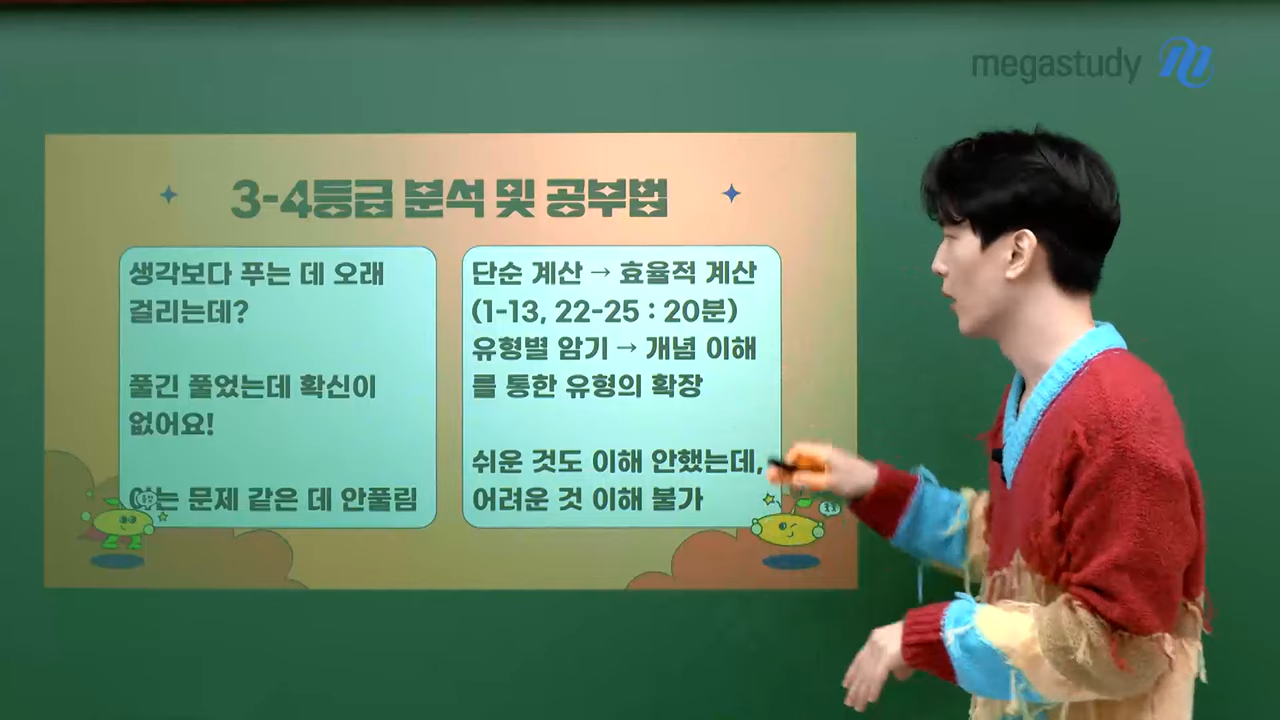 megastudy
3-4등급 분석 및 공부법
생각보다 푸는 데 오래
걸리는데?
풀긴 풀었는데 확신이
없어요!
문제 같은 데 안풀림
단순 계산 → 효율적 계산
(1-13, 22-25 : 20분)
유형별 암기 → 개념 이해
를 통한 유형의 확장
쉬운 것도 이해 안했는데,
어려운 것 이해 불가